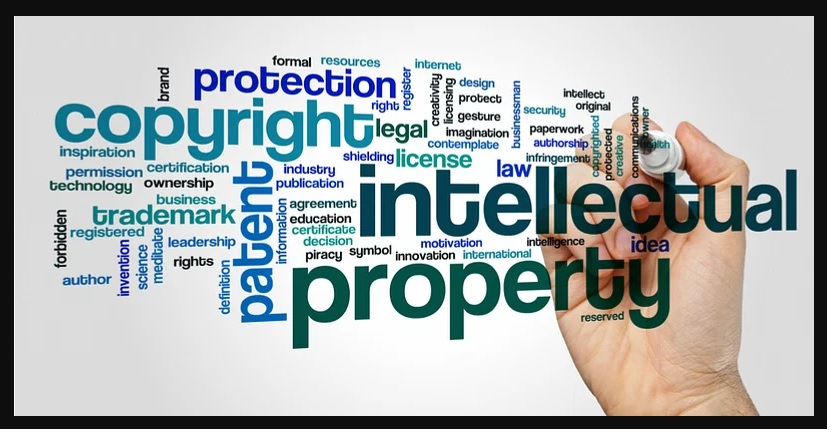 formal
resources
internet
brand
protection
register
creativity
licensing
design
protect
businessman
intellect
original
copyright
right
legal
gesture
imagination
security
paperwork
copyrighted
protected
creative
communications
owner
inspiration
shielding
license
contemplate
authorship
infringement
law
permission
certification
technology
ownership
patent
industry
publication
intellectual
business
trademark
information
agreement
education
certificate
decision
forbidden
registered
invention
science
meditate
leadership
rights
definition
piracy
symbol
motivation
innovation
international
intelligence
idea
author
property
reserved